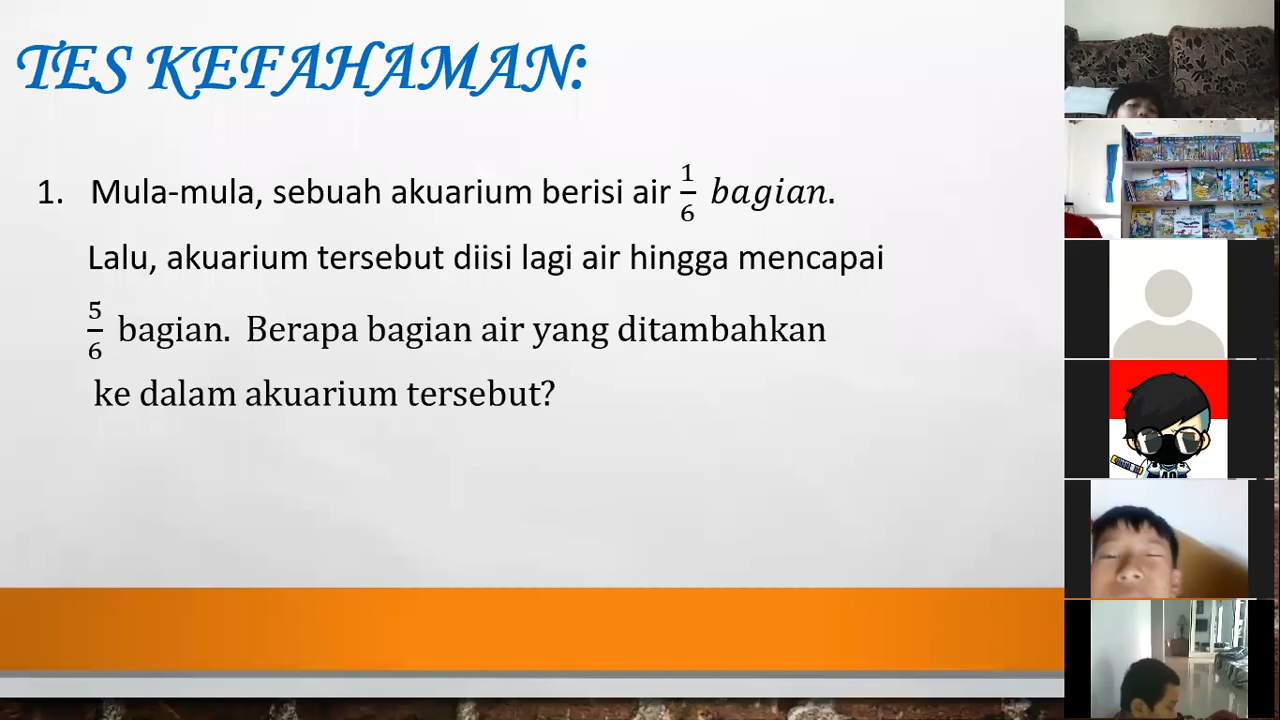 TES KEFAHAMAN:
1. Mula-mula, sebuah akuarium berisi air 1/6 bagian.
Lalu, akuarium tersebut diisi lagi air hingga mencapai
5/6 bagian. Berapa bagian air yang ditambahkan
ke dalam akuarium tersebut?